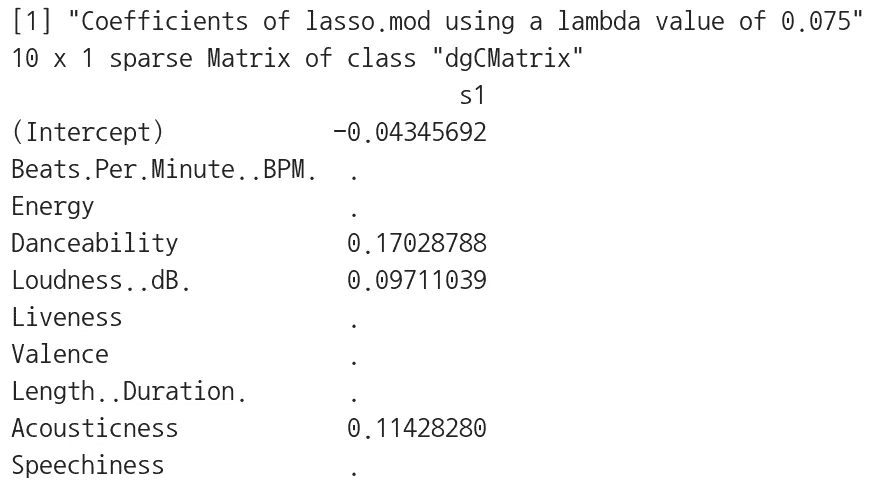 [1] "Coefficients of lasso.mod using a lambda value of 0.075"
10 x 1 sparse Matrix of class "dgCMatrix"
s1
(Intercept) -0.04345692
Beats.Per.Minute..BPM. .
Energy .
Danceability 0.17028788
Loudness..dB. 0.09711039
Liveness .
Valence .
Length..Duration. .
Acousticness 0.11428280
Speechiness .